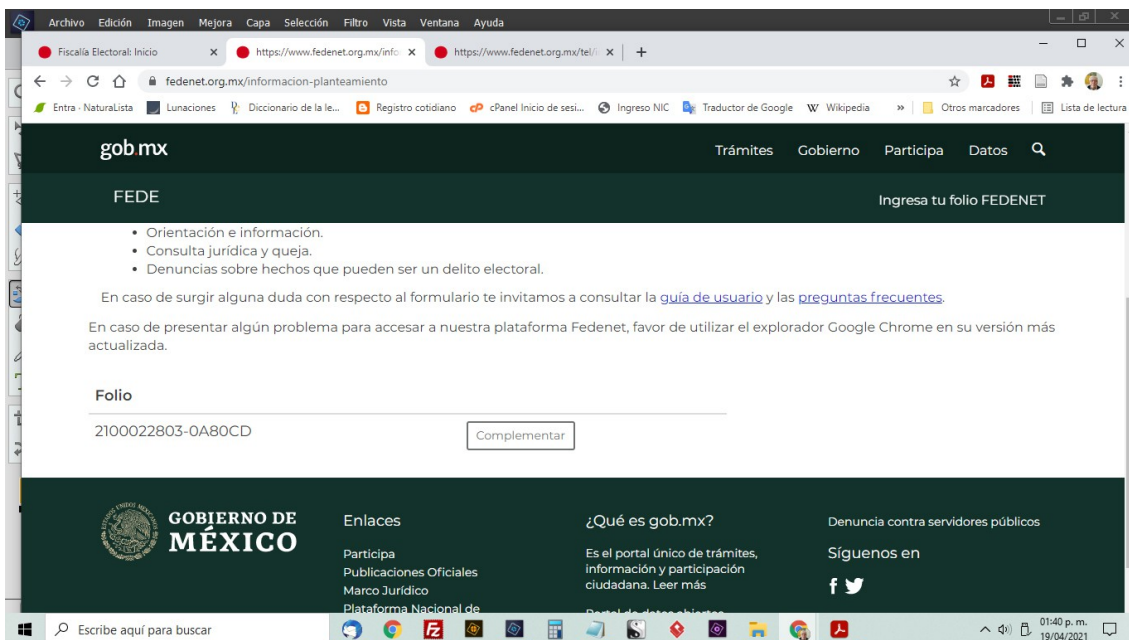 Archivo Edición Imagen Mejora Capa Selección Filtro Vista Ventana Ayuda
Fiscalía Electoral: Inicio
https://www.fedenet.org.mx/info
https://www.fedenet.org.mx/tel/
fedenet.org.mx/informacion-planteamiento
Entra - NaturaLista Lunaciones Diccionario de la le... Registro cotidiano cPanel Inicio de sesi... Ingreso NIC Traductor de Google Wikipedia » Otros marcadores Lista de lectura
gob.mx Trámites Gobierno Participa Datos
FEDE Ingresa tu folio FEDENET
• Orientación e información.
• Consulta jurídica y queja.
• Denuncias sobre hechos que pueden ser un delito electoral.
En caso de surgir alguna duda con respecto al formulario te invitamos a consultar la guía de usuario y las preguntas frecuentes.
En caso de presentar algún problema para accesar a nuestra plataforma Fedenet, favor de utilizar el explorador Google Chrome en su versión más
actualizada.
Folio
2100022803-0A80CD Complementar
GOBIERNO DE
MÉXICO
Enlaces
Participa
Publicaciones Oficiales
Marco Jurídico
Plataforma Nacional de
¿Qué es gob.mx?
Es el portal único de trámites,
información y participación
ciudadana. Leer más
Portal de datos abiertos
Denuncia contra servidores públicos
Síguenos en
Escribe aquí para buscar
01:40 p. m.
19/04/2021